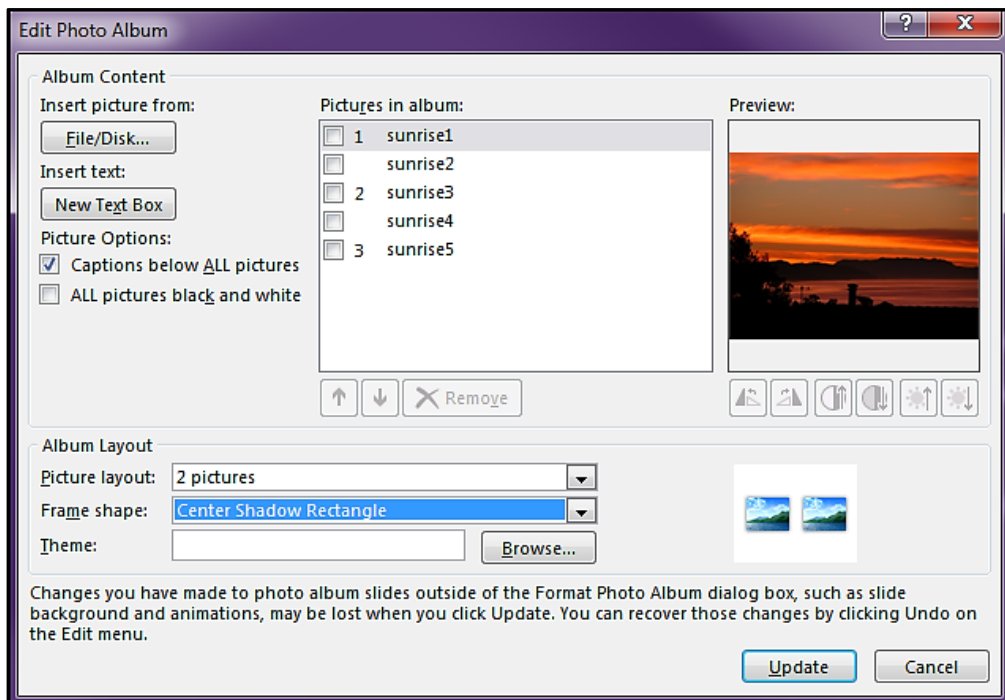 Edit Photo Album
?
X
Album Content
Insert picture from:
File/Disk...
Insert text:
New Text Box
Picture Options:
Captions below ALL pictures
ALL pictures black and white
Pictures in album:
1 sunrise1
sunrise2
2 sunrise3
sunrise4
3 sunrise5
Remove
Preview:
Album Layout
Picture layout: 2 pictures
Frame shape: Center Shadow Rectangle
Theme:
Browse...
Changes you have made to photo album slides outside of the Format Photo Album dialog box, such as slide
background and animations, may be lost when you click Update. You can recover those changes by clicking Undo on
the Edit menu.
Update
Cancel